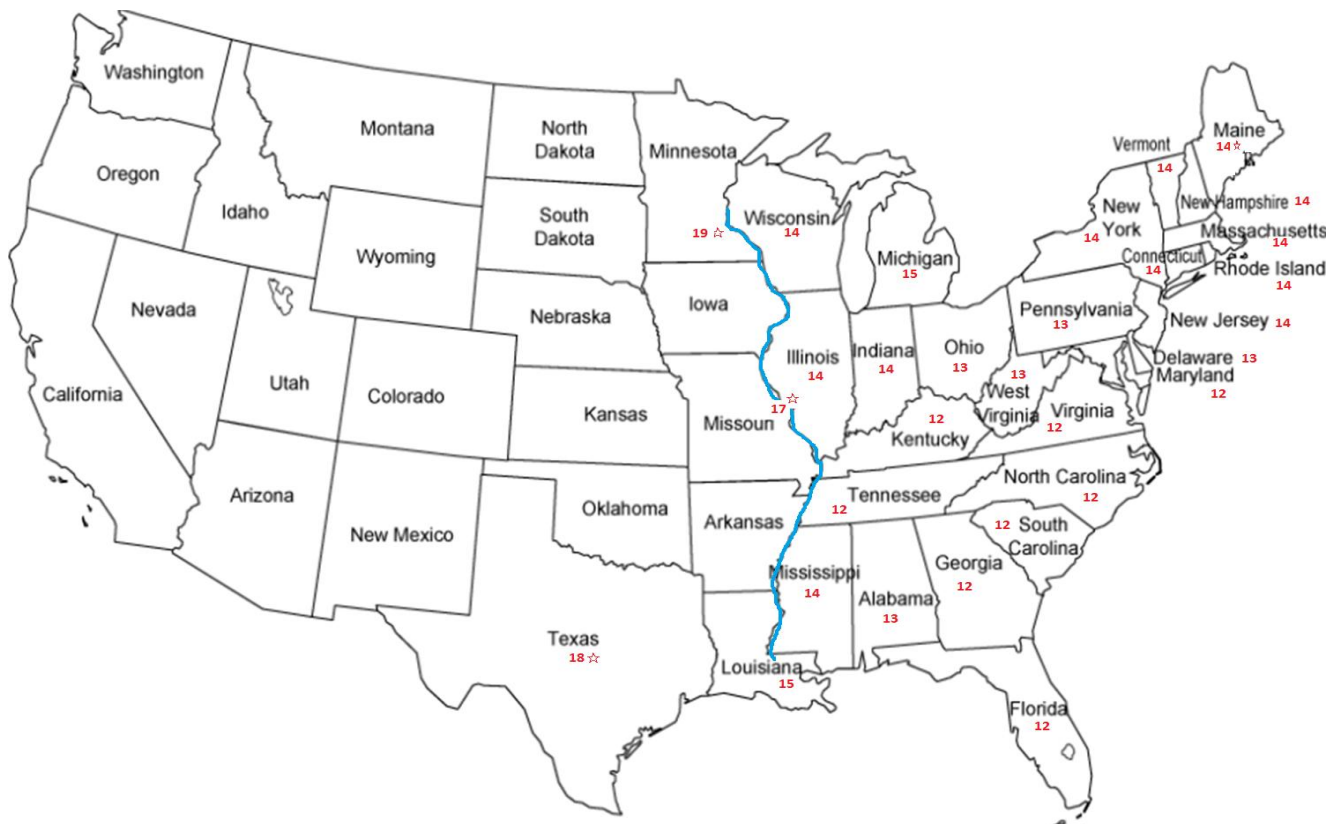 Washington
Montana
North
Dakota
Minnesota
Maine
14☆
Vermont
14
Oregon
Idaho
South
Dakota
Wisconsin
14
19 ☆
Wyoming
Michigan
15
New
York
14
New Hampshire 14
Massachusetts
14
Connecticut
14
Rhode Island
14
Nevada
Nebraska
Iowa
Illinois
14
Indiana
14
Ohio
13
Pennsylvania
13
New Jersey 14
Delaware 13
Maryland
12
California
Utah
Colorado
Kansas
17 ☆
Missouri
12
Kentucky
13
West
Virginia
Virginia
12
Arizona
New Mexico
Oklahoma
Arkansas
Tennessee
12
North Carolina
12
12 South
Carolina
Mississippi
14
Alabama
13
Georgia
12
Texas
18 ☆
Louisiana
15
Florida
12